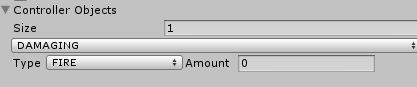 Controller Objects
Size 1
DAMAGING
Type FIRE Amount 0